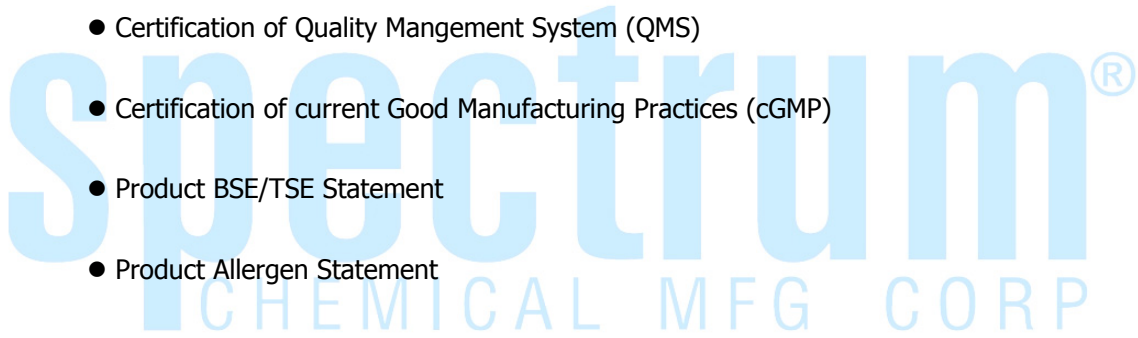 ● Certification of Quality Mangement System (QMS)
● Certification of current Good Manufacturing Practices (cGMP)
● Product BSE/TSE Statement
● Product Allergen Statement
spectrum®
CHEMICAL MFG CORP